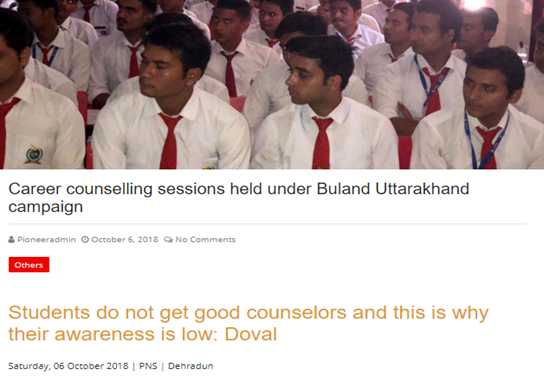 Career counselling sessions held under Buland Uttarakhand
campaign
Pioneeradmin October 6, 2018 No Comments
Others
Students do not get good counselors and this is why
their awareness is low: Doval
Saturday, 06 October 2018 | PNS | Dehradun